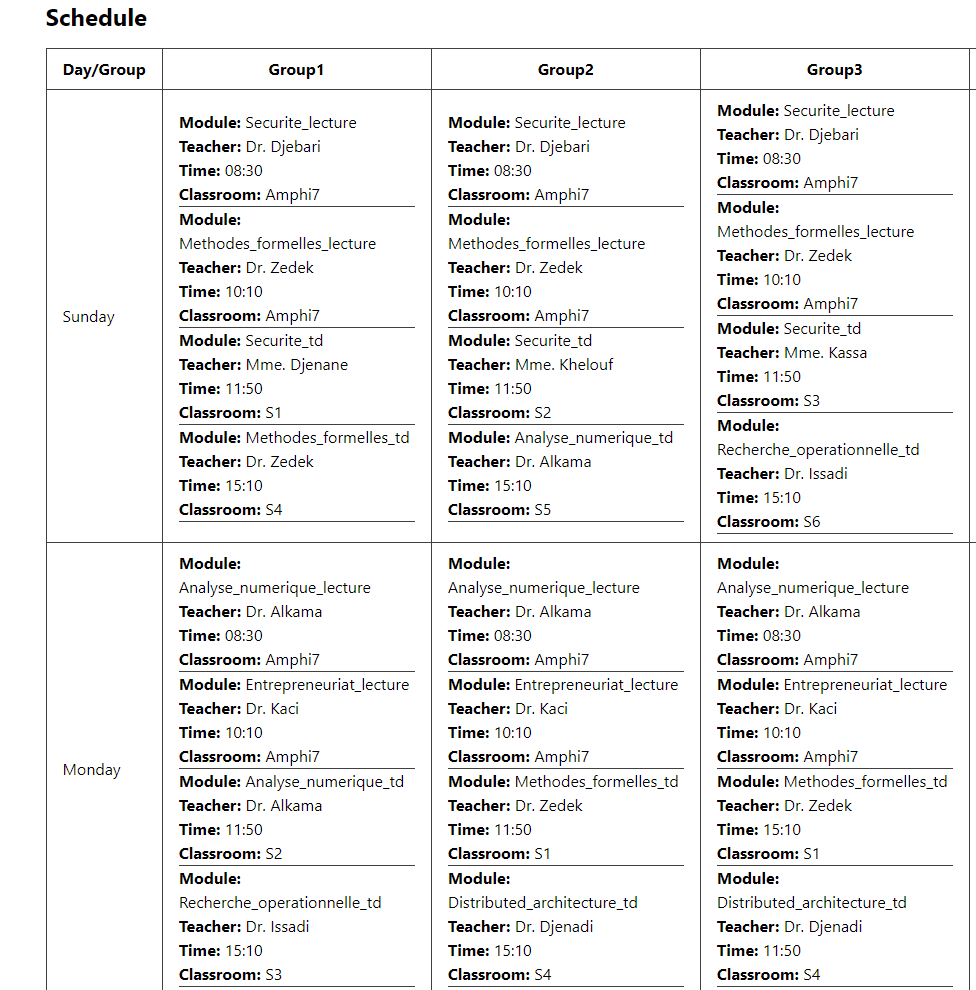 Schedule
Day/Group
Group1
Group2
Group3
Sunday
Module: Securite_lecture
Teacher: Dr. Djebari
Time: 08:30
Classroom: Amphi7
Module:
Methodes_formelles_lecture
Teacher: Dr. Zedek
Time: 10:10
Classroom: Amphi7
Module: Securite_td
Teacher: Mme. Djenane
Time: 11:50
Classroom: S1
Module: Methodes_formelles_td
Teacher: Dr. Zedek
Time: 15:10
Classroom: S4
Module: Securite_lecture
Teacher: Dr. Djebari
Time: 08:30
Classroom: Amphi7
Module:
Methodes_formelles_lecture
Teacher: Dr. Zedek
Time: 10:10
Classroom: Amphi7
Module: Securite_td
Teacher: Mme. Khelouf
Time: 11:50
Classroom: S2
Module: Analyse_numerique_td
Teacher: Dr. Alkama
Time: 15:10
Classroom: S5
Module: Securite_lecture
Teacher: Dr. Djebari
Time: 08:30
Classroom: Amphi7
Module:
Methodes_formelles_lecture
Teacher: Dr. Zedek
Time: 10:10
Classroom: Amphi7
Module: Securite_td
Teacher: Mme. Kassa
Time: 11:50
Classroom: S3
Module:
Recherche_operationnelle_td
Teacher: Dr. Issadi
Time: 15:10
Classroom: S6
Monday
Module:
Analyse_numerique_lecture
Teacher: Dr. Alkama
Time: 08:30
Classroom: Amphi7
Module: Entrepreneuriat_lecture
Teacher: Dr. Kaci
Time: 10:10
Classroom: Amphi7
Module: Analyse_numerique_td
Teacher: Dr. Alkama
Time: 11:50
Classroom: S2
Module:
Recherche_operationnelle_td
Teacher: Dr. Issadi
Time: 15:10
Classroom: S3
Module:
Analyse_numerique_lecture
Teacher: Dr. Alkama
Time: 08:30
Classroom: Amphi7
Module: Entrepreneuriat_lecture
Teacher: Dr. Kaci
Time: 10:10
Classroom: Amphi7
Module: Methodes_formelles_td
Teacher: Dr. Zedek
Time: 11:50
Classroom: S1
Module:
Distributed_architecture_td
Teacher: Dr. Djenadi
Time: 15:10
Classroom: S4
Module:
Analyse_numerique_lecture
Teacher: Dr. Alkama
Time: 08:30
Classroom: Amphi7
Module: Entrepreneuriat_lecture
Teacher: Dr. Kaci
Time: 10:10
Classroom: Amphi7
Module: Methodes_formelles_td
Teacher: Dr. Zedek
Time: 15:10
Classroom: S1
Module:
Distributed_architecture_td
Teacher: Dr. Djenadi
Time: 11:50
Classroom: S4